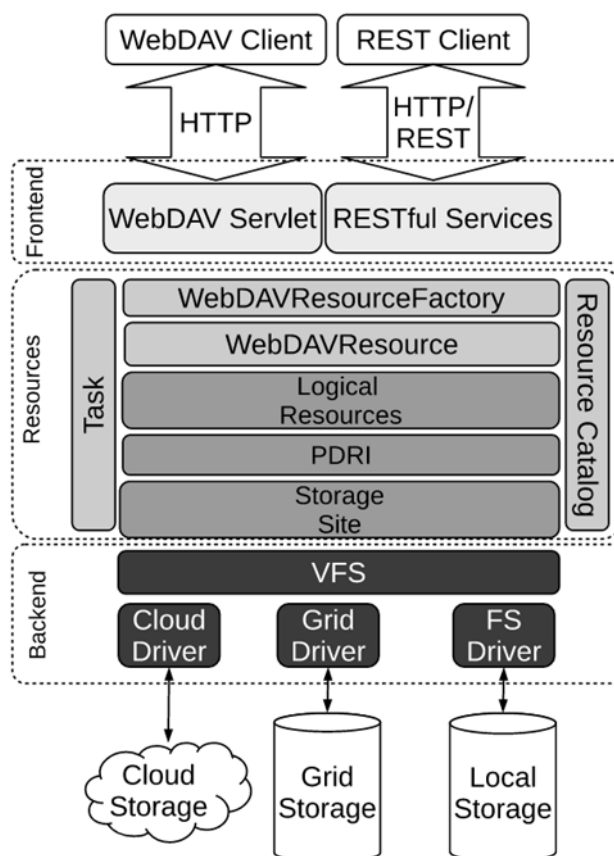 WebDAV Client
REST Client
HTTP
HTTP/
REST
Frontend
WebDAV Servlet
RESTful Services
Resources
Task
WebDAVResourceFactory
WebDAVResource
Logical
Resources
PDRI
Storage
Site
Resource Catalog
Backend
VFS
Cloud
Driver
Grid
Driver
FS
Driver
Cloud
Storage
Grid
Storage
Local
Storage